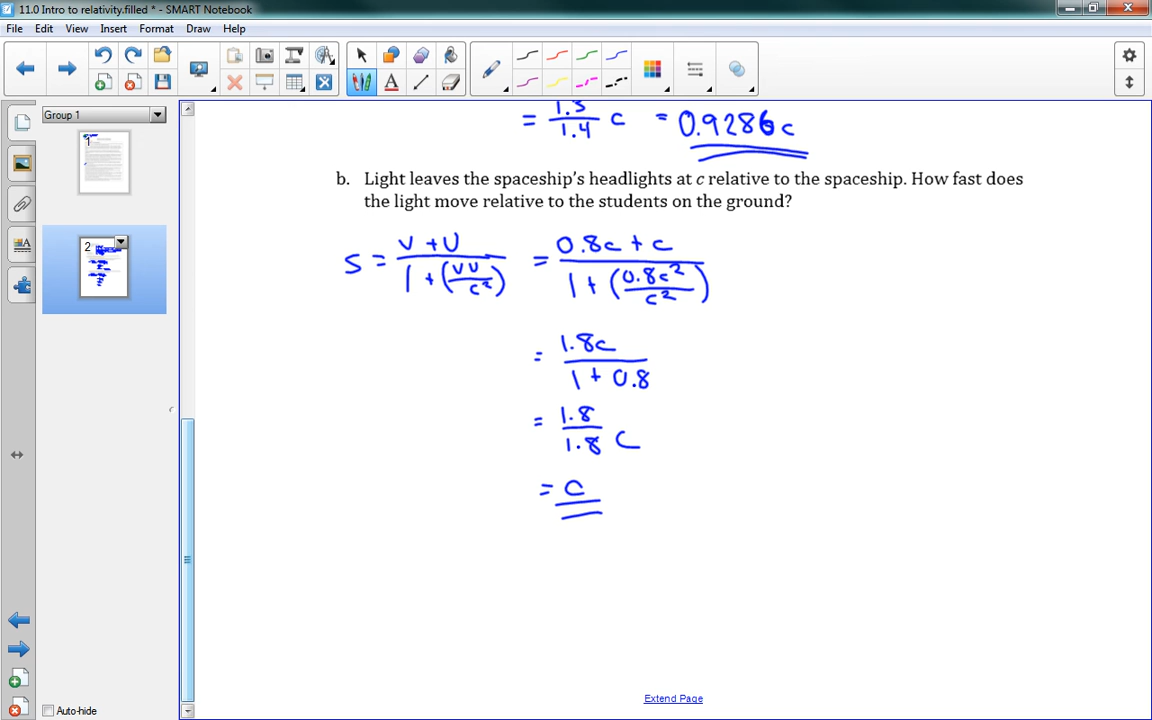 11.0 Intro to relativity.filled * - SMART Notebook
File Edit View Insert Format Draw Help
Group 1
1
2
= 1.3/1.4 c = 0.9286c
b. Light leaves the spaceship's headlights at c relative to the spaceship. How fast does
the light move relative to the students on the ground?
S = (v + U)/(1 + (vU/c²)) = (0.8c + c)/(1 + (0.8c²/c²))
= 1.8c/(1 + 0.8)
= 1.8/1.8 c
= c
Extend Page
Auto-hide